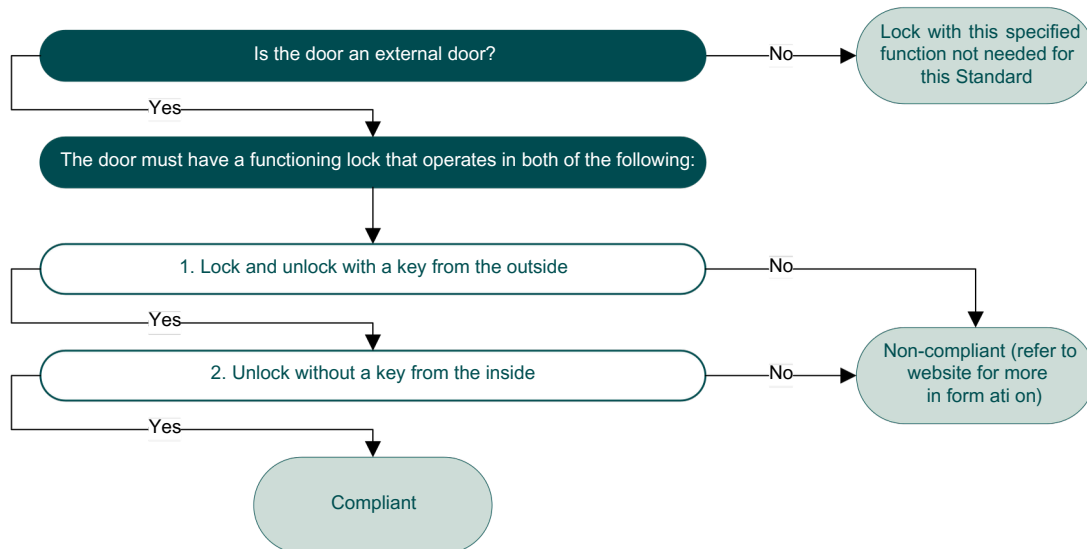 Is the door an external door?
No
Lock with this specified
function not needed for
this Standard
Yes
The door must have a functioning lock that operates in both of the following:
1. Lock and unlock with a key from the outside
No
Yes
2. Unlock without a key from the inside
No
Non-compliant (refer to
website for more
in form ati on)
Yes
Compliant